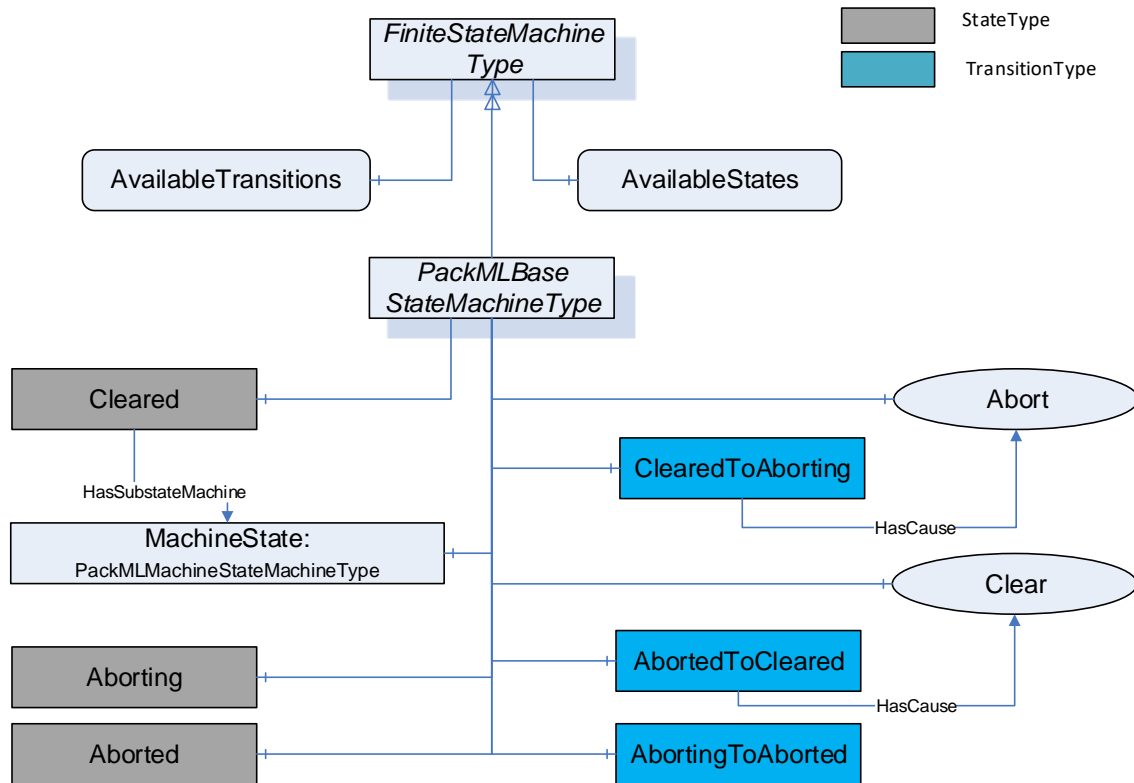 FiniteStateMachine
Type
StateType
TransitionType
AvailableTransitions
AvailableStates
PackMLBase
StateMachineType
Cleared
Abort
ClearedToAborting
HasSubstateMachine
HasCause
MachineState:
PackMLMachineStateMachineType
Clear
Aborting
AbortedToCleared
HasCause
Aborted
AbortingToAborted